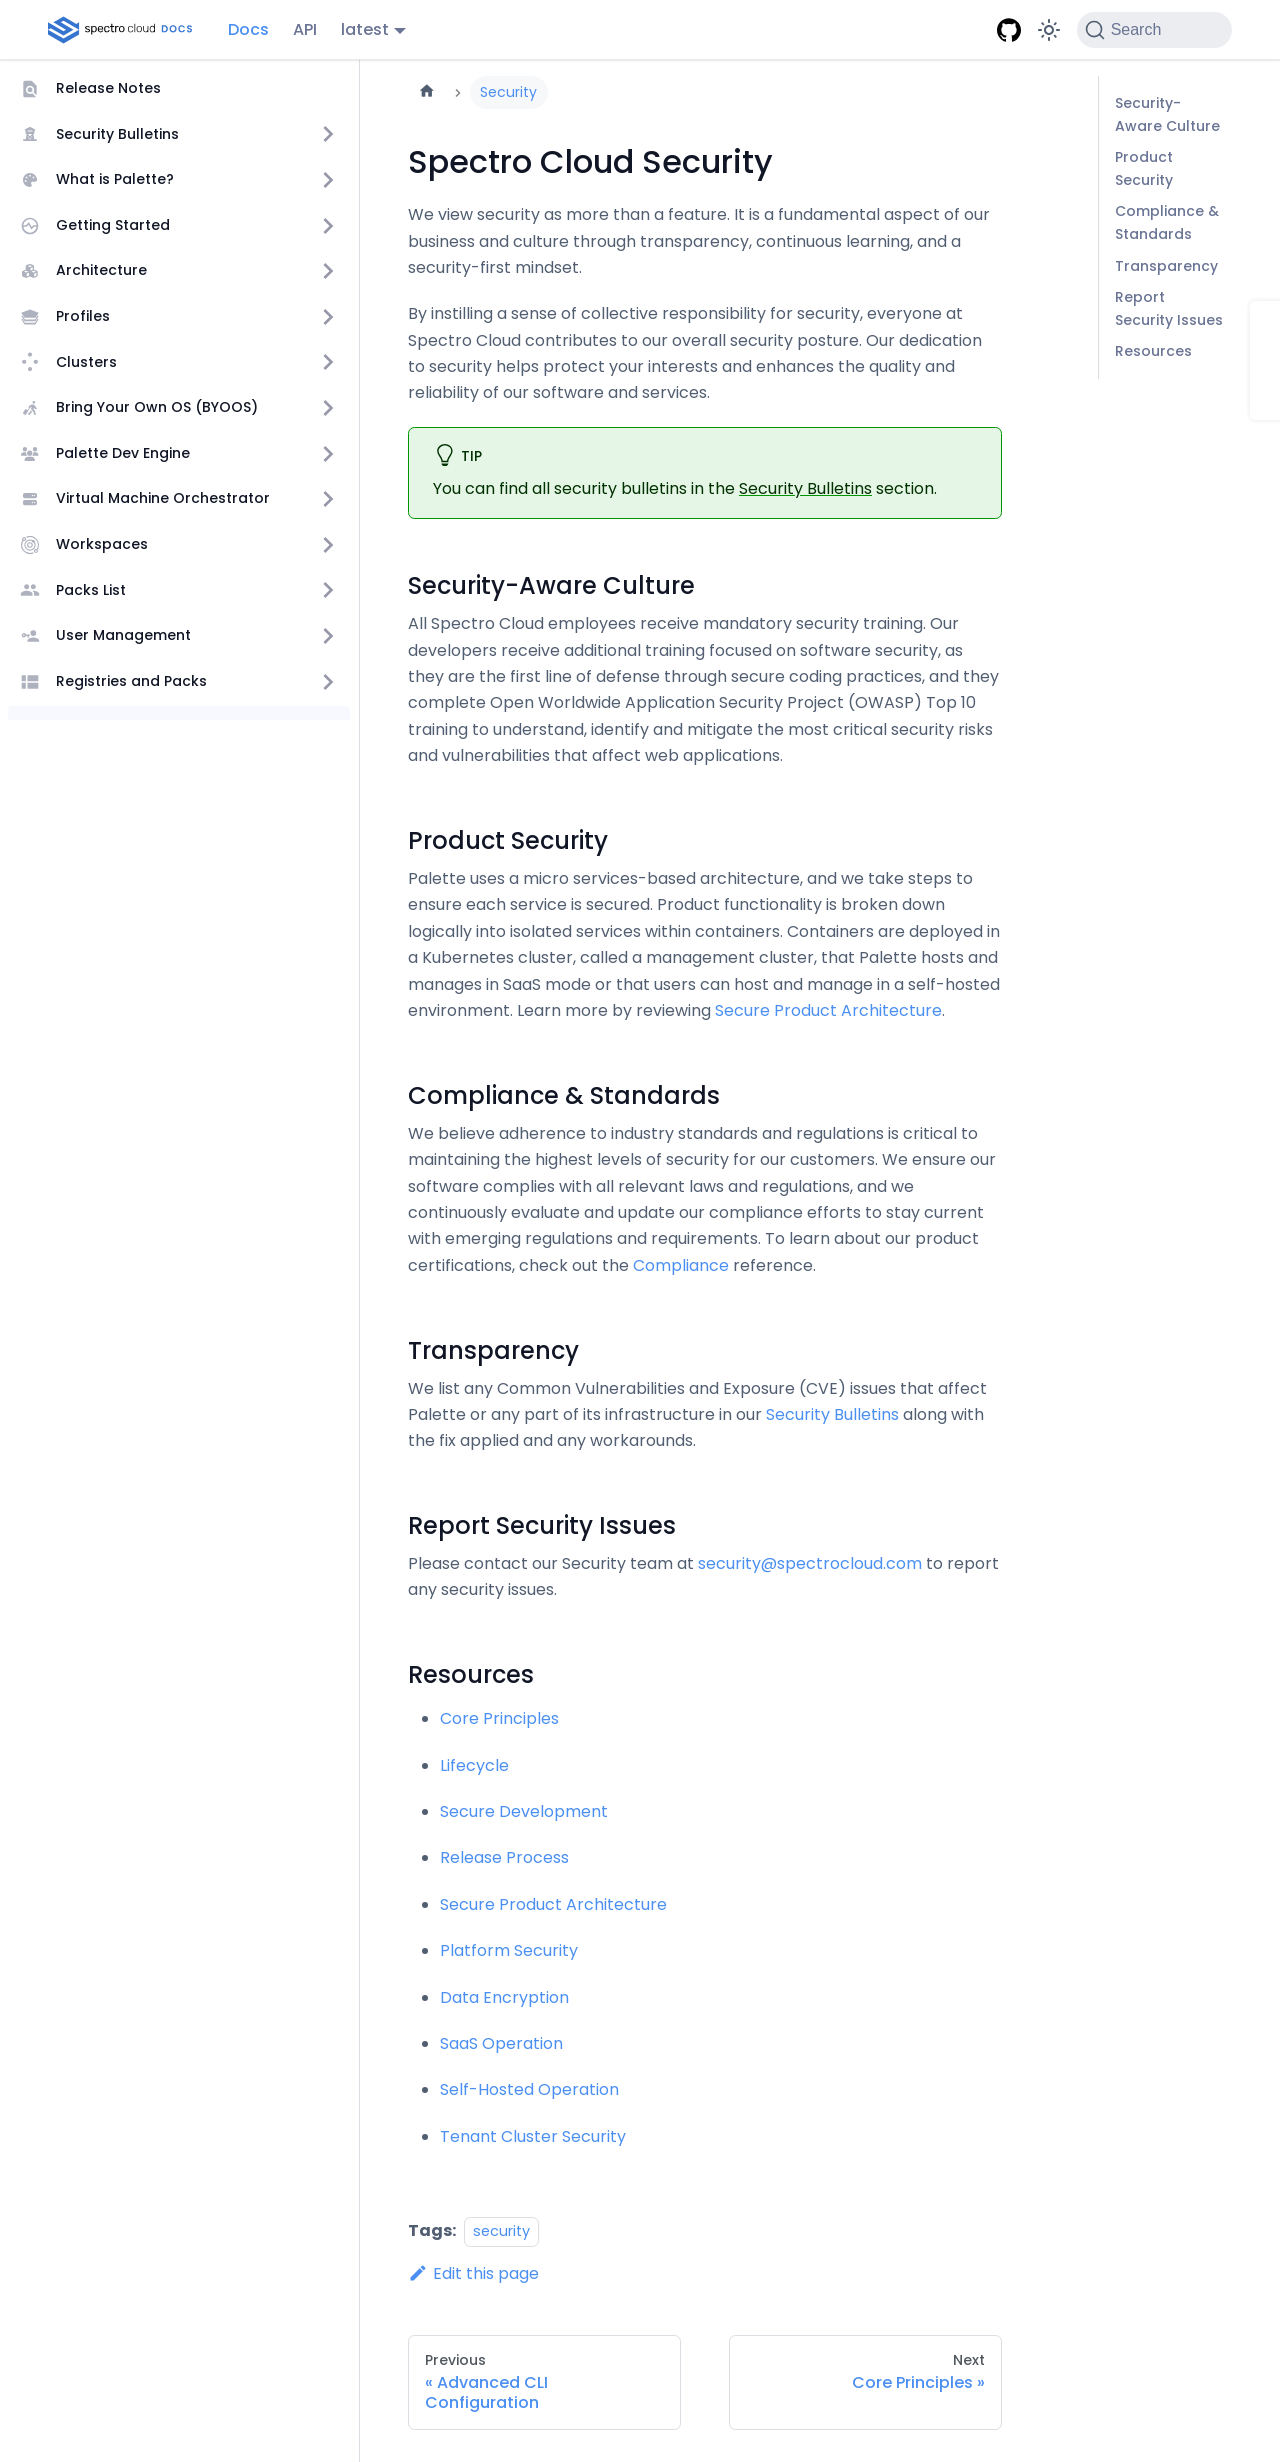 spectro cloud DOCS
Docs
API
latest
Search
Release Notes
Security Bulletins
What is Palette?
Getting Started
Architecture
Profiles
Clusters
Bring Your Own OS (BYOOS)
Palette Dev Engine
Virtual Machine Orchestrator
Workspaces
Packs List
User Management
Registries and Packs
Security
Spectro Cloud Security
We view security as more than a feature. It is a fundamental aspect of our
business and culture through transparency, continuous learning, and a
security-first mindset.
By instilling a sense of collective responsibility for security, everyone at
Spectro Cloud contributes to our overall security posture. Our dedication
to security helps protect your interests and enhances the quality and
reliability of our software and services.
TIP
You can find all security bulletins in the Security Bulletins section.
Security-Aware Culture
All Spectro Cloud employees receive mandatory security training. Our
developers receive additional training focused on software security, as
they are the first line of defense through secure coding practices, and they
complete Open Worldwide Application Security Project (OWASP) Top 10
training to understand, identify and mitigate the most critical security risks
and vulnerabilities that affect web applications.
Product Security
Palette uses a micro services-based architecture, and we take steps to
ensure each service is secured. Product functionality is broken down
logically into isolated services within containers. Containers are deployed in
a Kubernetes cluster, called a management cluster, that Palette hosts and
manages in SaaS mode or that users can host and manage in a self-hosted
environment. Learn more by reviewing Secure Product Architecture.
Compliance & Standards
We believe adherence to industry standards and regulations is critical to
maintaining the highest levels of security for our customers. We ensure our
software complies with all relevant laws and regulations, and we
continuously evaluate and update our compliance efforts to stay current
with emerging regulations and requirements. To learn about our product
certifications, check out the Compliance reference.
Transparency
We list any Common Vulnerabilities and Exposure (CVE) issues that affect
Palette or any part of its infrastructure in our Security Bulletins along with
the fix applied and any workarounds.
Report Security Issues
Please contact our Security team at security@spectrocloud.com to report
any security issues.
Resources
Core Principles
Lifecycle
Secure Development
Release Process
Secure Product Architecture
Platform Security
Data Encryption
SaaS Operation
Self-Hosted Operation
Tenant Cluster Security
Tags: security
Edit this page
Previous
« Advanced CLI
Configuration
Next
Core Principles »
Security-
Aware Culture
Product
Security
Compliance &
Standards
Transparency
Report
Security Issues
Resources